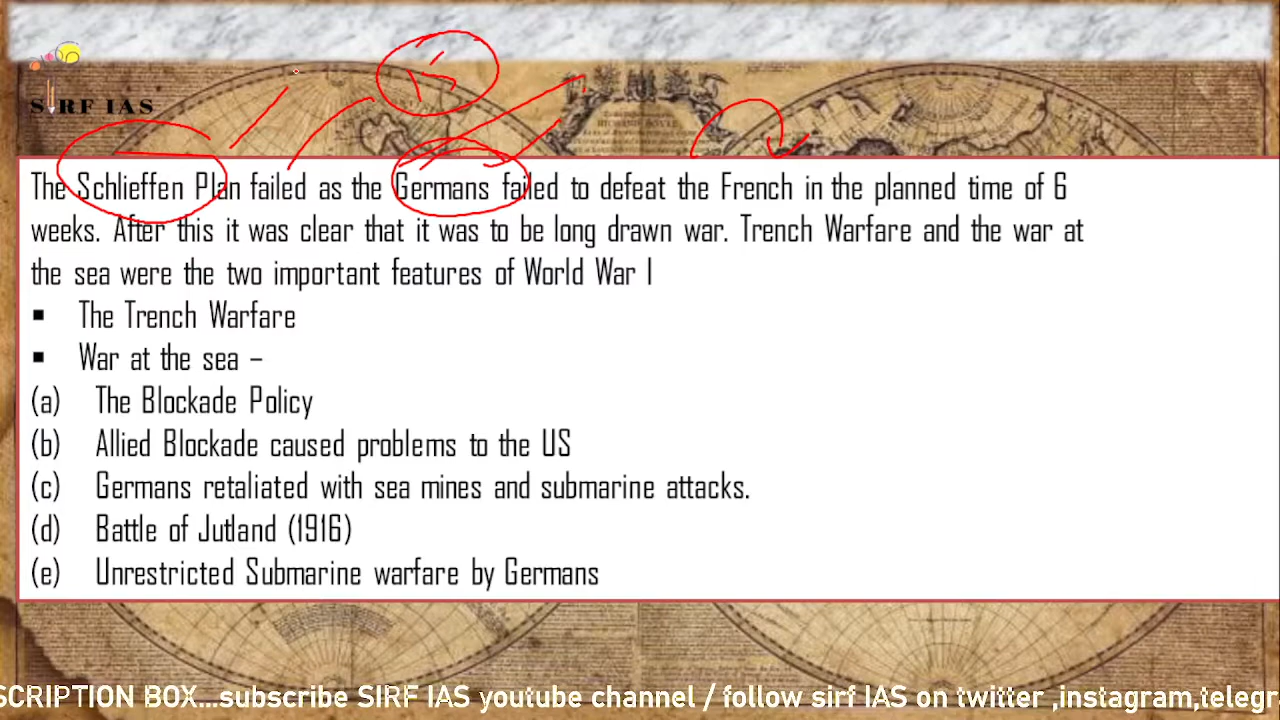 SIRF IAS
The Schlieffen Plan failed as the Germans failed to defeat the French in the planned time of 6
weeks. After this it was clear that it was to be long drawn war. Trench Warfare and the war at
the sea were the two important features of World War I
▪ The Trench Warfare
▪ War at the sea –
(a) The Blockade Policy
(b) Allied Blockade caused problems to the US
(c) Germans retaliated with sea mines and submarine attacks.
(d) Battle of Jutland (1916)
(e) Unrestricted Submarine warfare by Germans
SCRIPTION BOX...subscribe SIRF IAS youtube channel / follow sirf IAS on twitter ,instagram,telegr